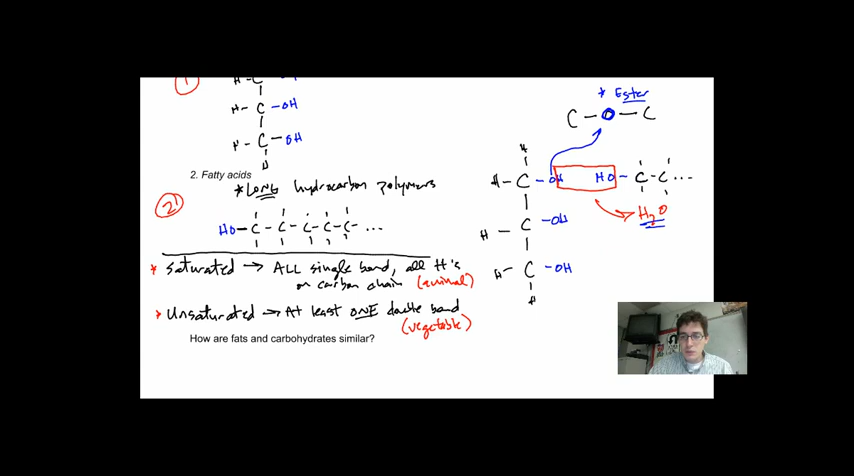 1
H-C
H-C-OH
H-C-OH
H
2. Fatty acids
*LONG hydrocarbon polymers
2
HO-C-C-C-C-C-...
* Saturated → ALL single bond, all H's
on carbon chain (animal)
* Unsaturated → At least ONE double bond
(vegetable)
How are fats and carbohydrates similar?
* Ester
C-O-C
H
H-C-OH HO-C-C...
H2O
H-C-OH
H-C-OH
H